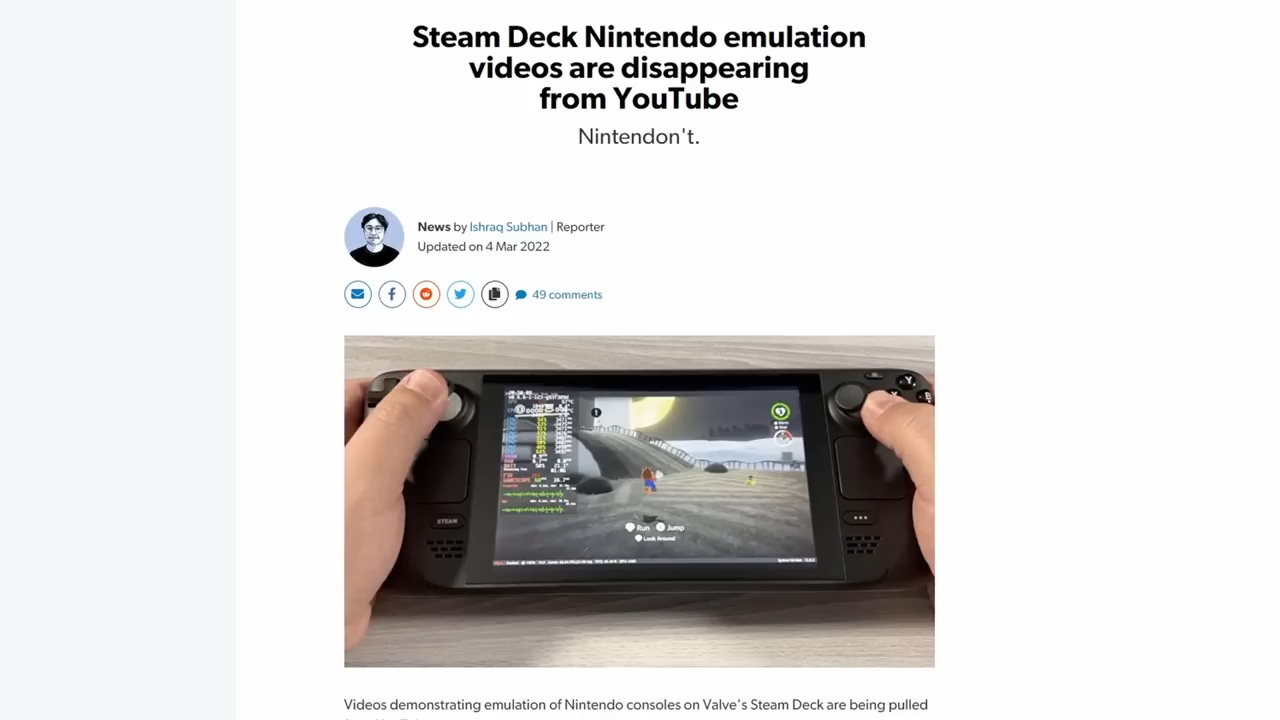 Steam Deck Nintendo emulation
videos are disappearing
from YouTube
Nintendon't.
News by Ishraq Subhan | Reporter
Updated on 4 Mar 2022
49 comments
Y
B
STEAM
Run Jump
Look Around
Videos demonstrating emulation of Nintendo consoles on Valve's Steam Deck are being pulled